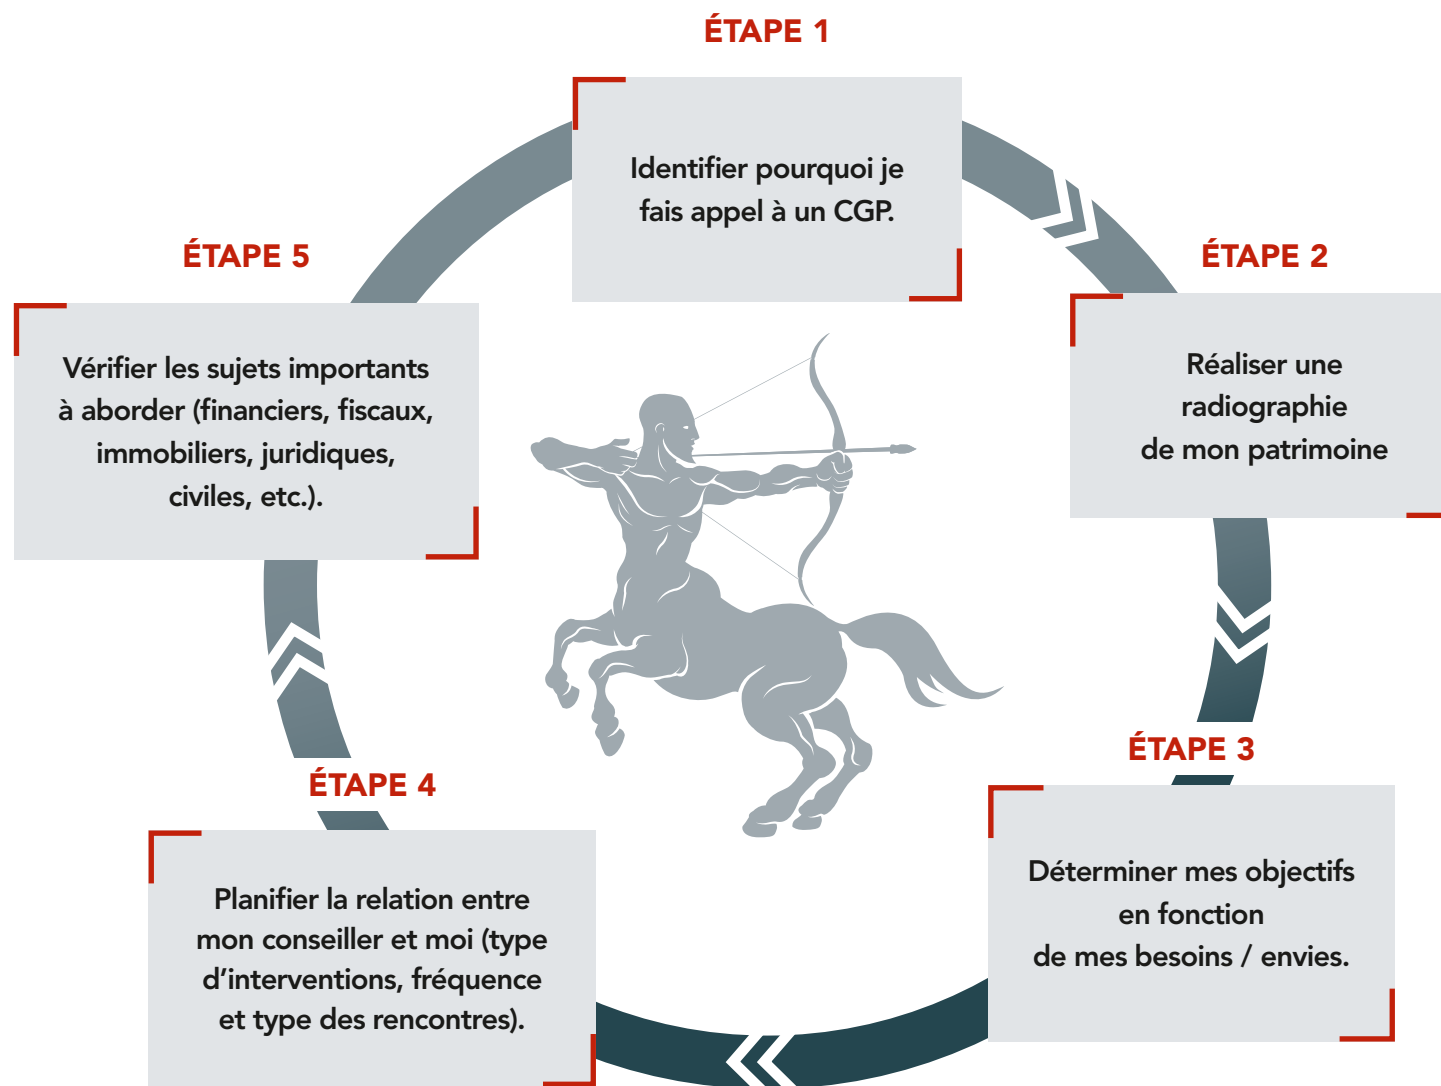 ÉTAPE 1
Identifier pourquoi je
fais appel à un CGP.
ÉTAPE 2
Réaliser une
radiographie
de mon patrimoine
ÉTAPE 3
Déterminer mes objectifs
en fonction
de mes besoins / envies.
ÉTAPE 4
Planifier la relation entre
mon conseiller et moi (type
d’interventions, fréquence
et type des rencontres).
ÉTAPE 5
Vérifier les sujets importants
à aborder (financiers, fiscaux,
immobiliers, juridiques,
civiles, etc.).